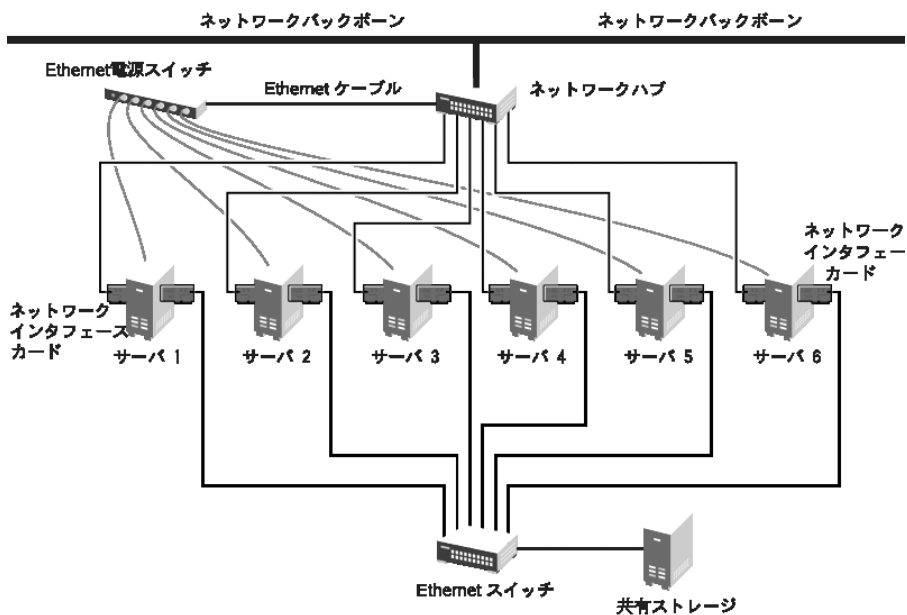 ネットワークバックボーン
ネットワークバックボーン
Ethernet電源スイッチ
Ethernet ケーブル
ネットワークハブ
ネットワーク
インタフェー
カード
ネットワーク
インタフェース
カード
サーバ 1
サーバ 2
サーバ 3
サーバ 4
サーバ 5
サーバ 6
Ethernet スイッチ
共有ストレージ